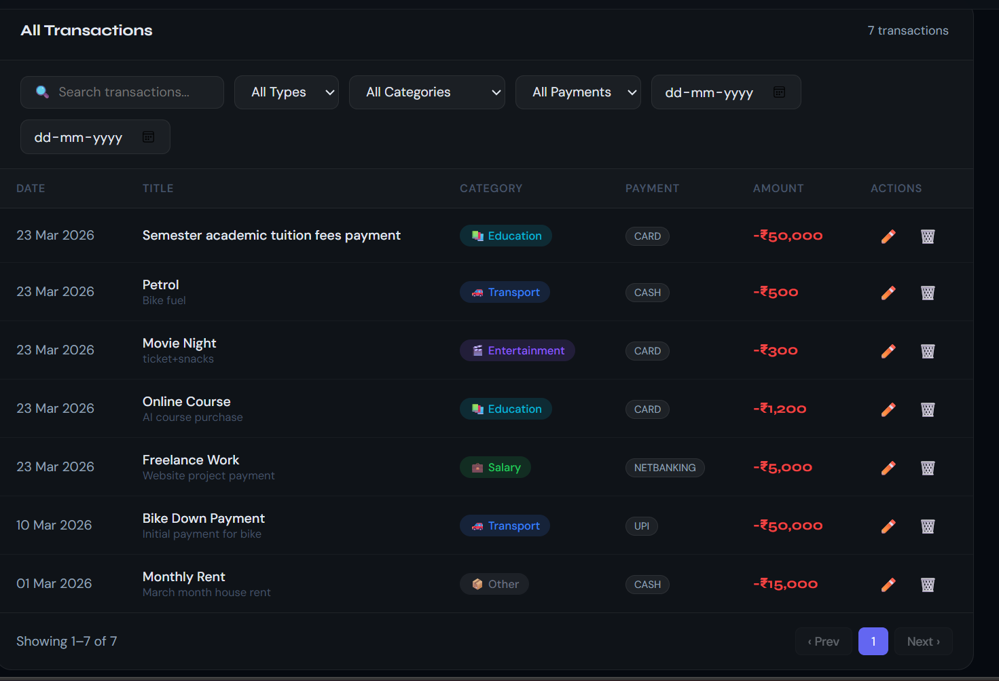 All Transactions
7 transactions
Search transactions...
All Types
All Categories
All Payments
dd-mm-yyyy
dd-mm-yyyy
DATE TITLE CATEGORY PAYMENT AMOUNT ACTIONS
23 Mar 2026 Semester academic tuition fees payment Education CARD -₹50,000
23 Mar 2026 Petrol Transport CASH -₹500
Bike fuel
23 Mar 2026 Movie Night Entertainment CARD -₹300
ticket+snacks
23 Mar 2026 Online Course Education CARD -₹1,200
AI course purchase
23 Mar 2026 Freelance Work Salary NETBANKING -₹5,000
Website project payment
10 Mar 2026 Bike Down Payment Transport UPI -₹50,000
Initial payment for bike
01 Mar 2026 Monthly Rent Other CASH -₹15,000
March month house rent
Showing 1–7 of 7
‹ Prev 1 Next ›